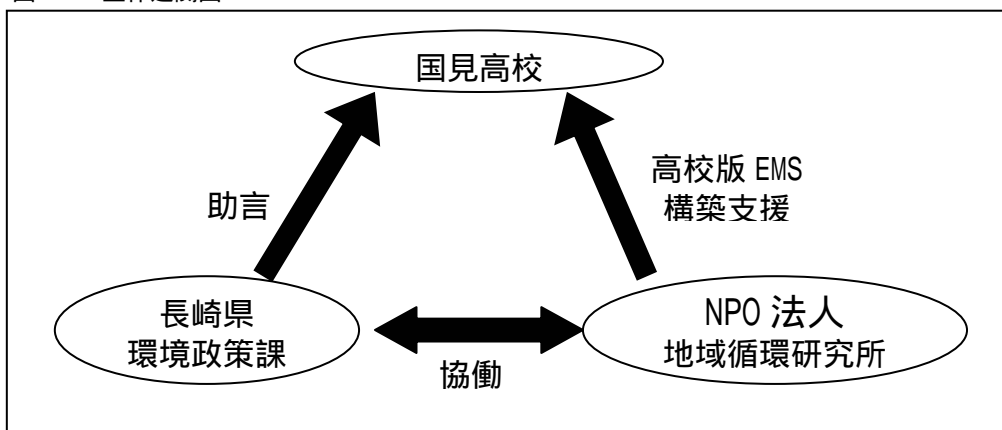 国見高校
高校版 EMS
構築支援
助言
長崎県
環境政策課
NPO 法人
地域循環研究所
協働